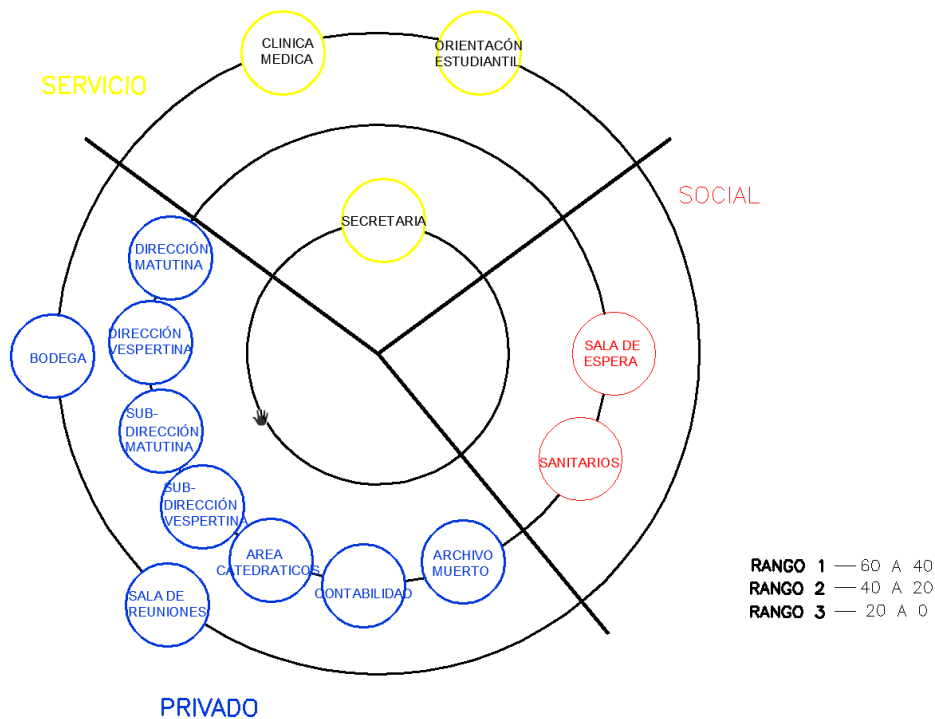 CLINICA
MEDICA
ORIENTACÓN
ESTUDIANTIL
SERVICIO
SOCIAL
SECRETARIA
DIRECCIÓN
MATUTINA
DIRECCIÓN
VESPERTINA
BODEGA
SALA DE
ESPERA
SUB-
DIRECCIÓN
MATUTINA
SANITARIOS
SUB-
DIRECCIÓN
VESPERTINA
AREA
CATEDRATICOS
CONTABILIDAD
ARCHIVO
MUERTO
SALA DE
REUNIONES
RANGO 1 — 60 A 40
RANGO 2 — 40 A 20
RANGO 3 — 20 A 0
PRIVADO